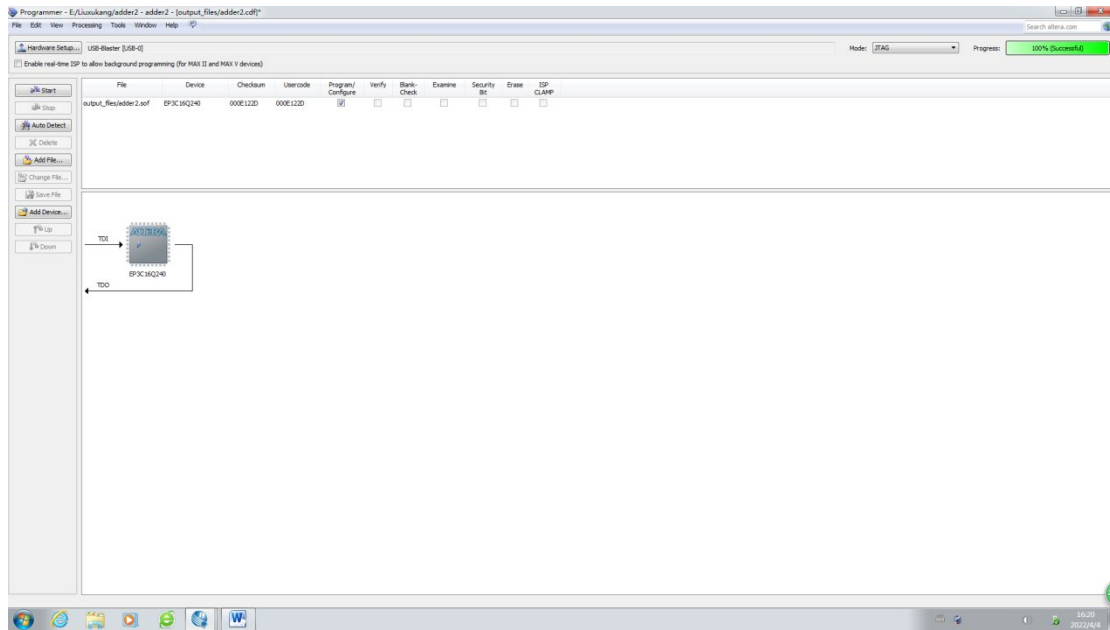 Programmer - E:/Liuxukang/adder2 - adder2 - [output_files/adder2.cdf]*
File Edit View Processing Tools Window Help
Search altera.com
Hardware Setup... USB-Blaster [USB-0] Mode: JTAG Progress: 100% (Successful)
Enable real-time ISP to allow background programming (for MAX II and MAX V devices)
Start
Stop
Auto Detect
Delete
Add File...
Change File...
Save File
Add Device...
Up
Down
File Device Checksum Usercode Program/ Configure Verify Blank- Check Examine Security Bit Erase ISP CLAMP
output_files/adder2.sof EP3C16Q240 000E122D 000E122D
ALTERA
TDI
EP3C16Q240
TDO
16:20
2022/4/4